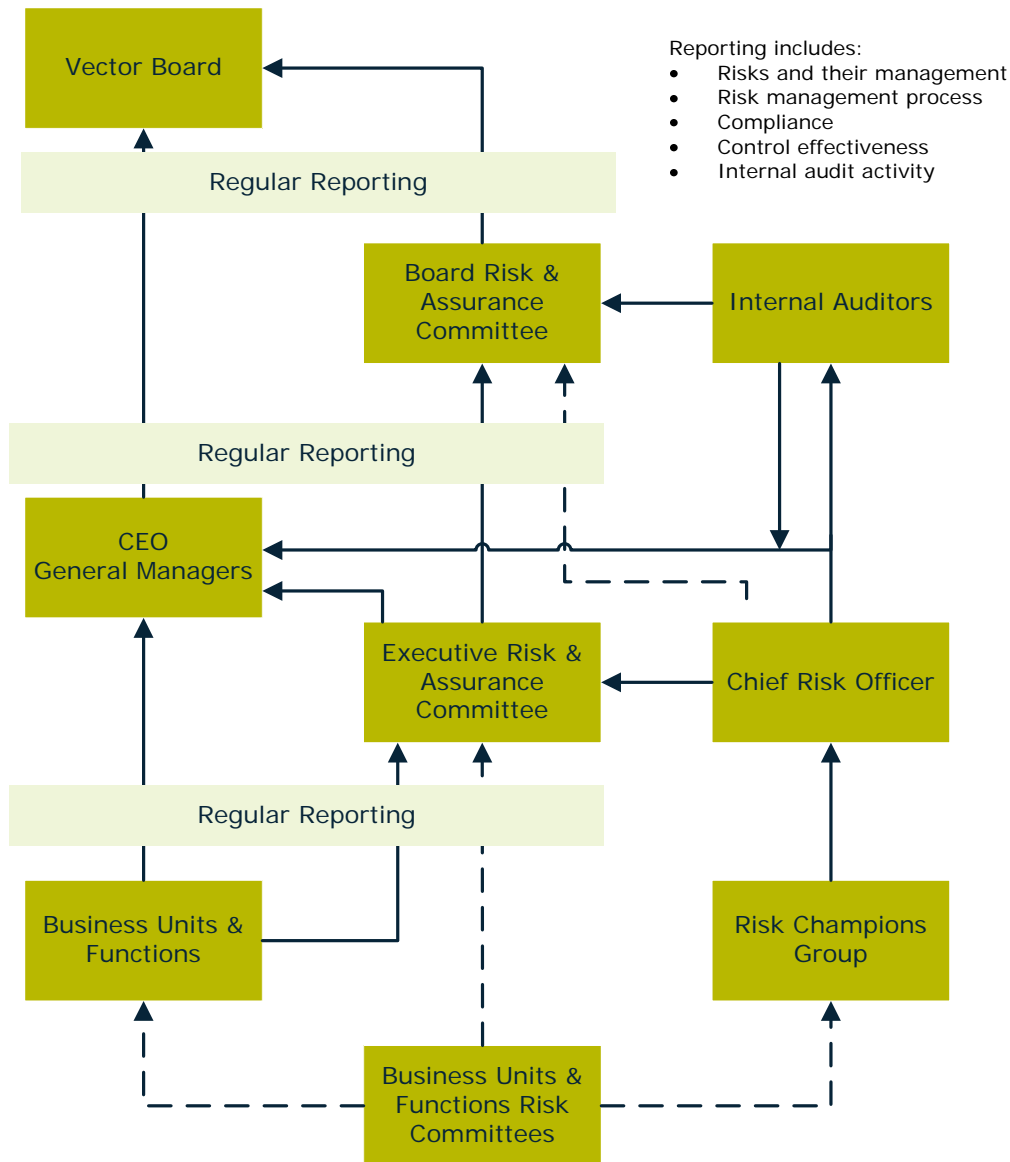 Vector Board
Reporting includes:
• Risks and their management
• Risk management process
• Compliance
• Control effectiveness
• Internal audit activity
Regular Reporting
Board Risk &
Assurance
Committee
Internal Auditors
Regular Reporting
CEO
General Managers
Executive Risk &
Assurance
Committee
Chief Risk Officer
Regular Reporting
Business Units &
Functions
Risk Champions
Group
Business Units &
Functions Risk
Committees